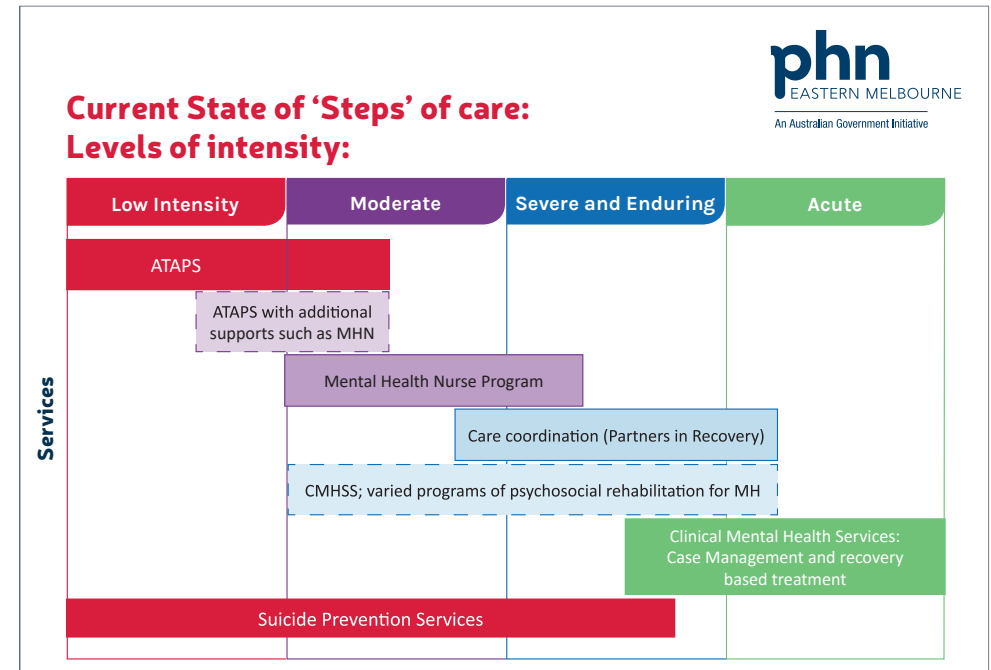 phn
EASTERN MELBOURNE
An Australian Government Initiative
Current State of ‘Steps’ of care:
Levels of intensity:
Low Intensity
Moderate
Severe and Enduring
Acute
Services
ATAPS
ATAPS with additional
supports such as MHN
Mental Health Nurse Program
Care coordination (Partners in Recovery)
CMHSS; varied programs of psychosocial rehabilitation for MH
Clinical Mental Health Services:
Case Management and recovery
based treatment
Suicide Prevention Services